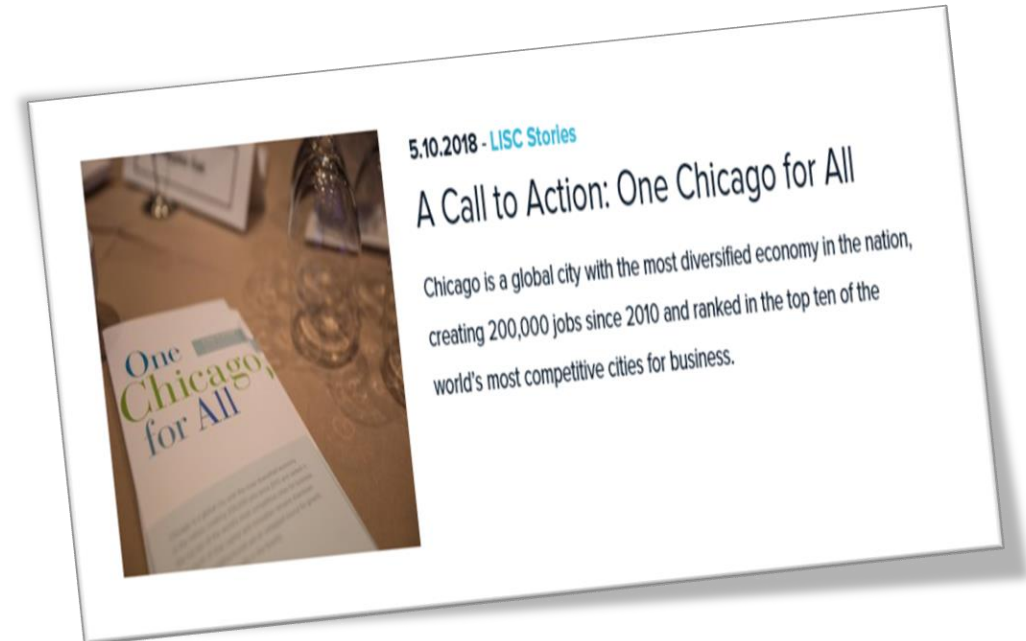 5.10.2018 - LISC Stories
A Call to Action: One Chicago for All
Chicago is a global city with the most diversified economy in the nation,
creating 200,000 jobs since 2010 and ranked in the top ten of the
world's most competitive cities for business.
One
Chicago,
for All